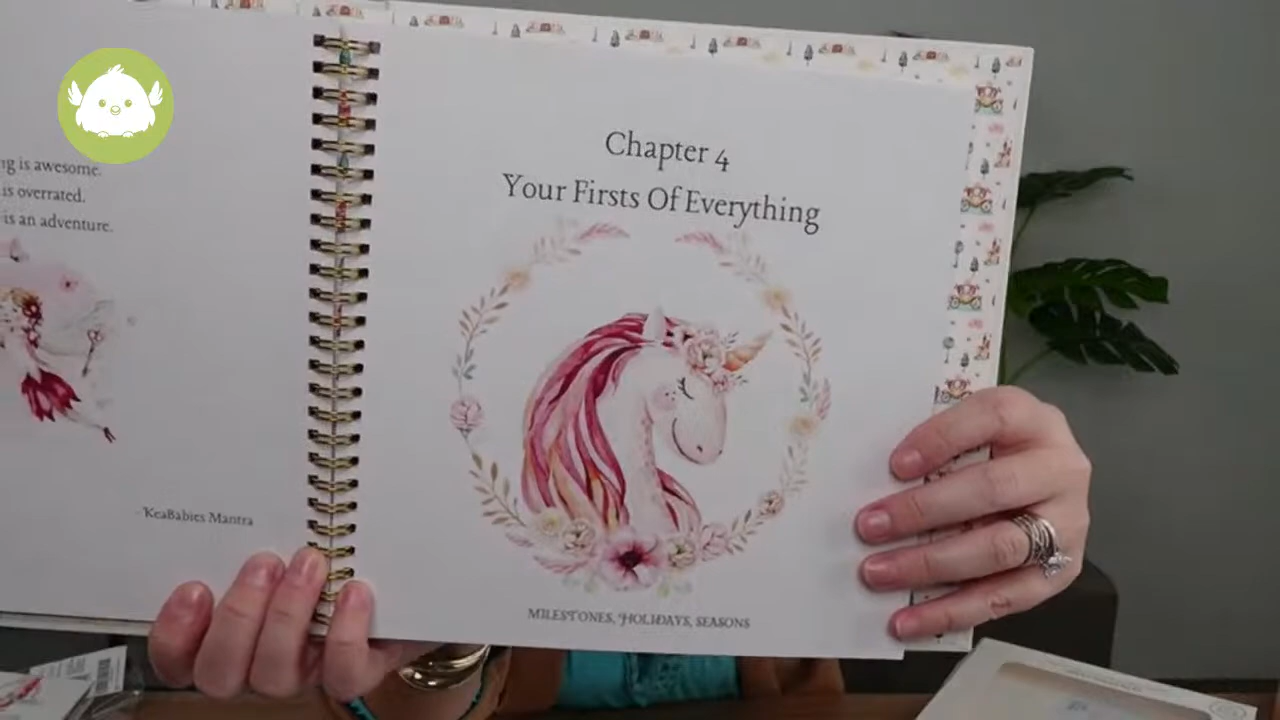 is awesome.
is overrated.
is an adventure.
- KeaBabies Mantra
Chapter 4
Your Firsts Of Everything
MILESTONES, HOLIDAYS, SEASONS